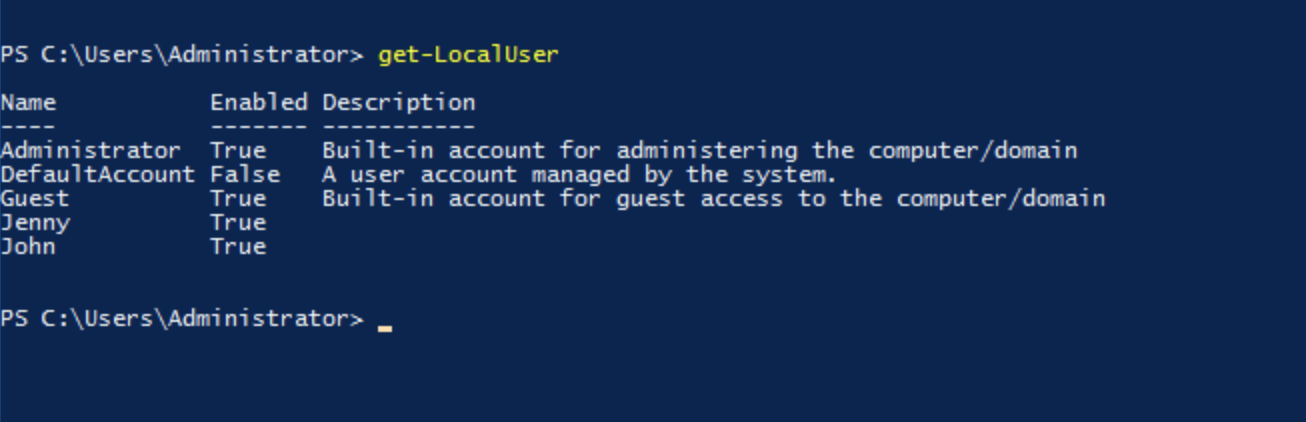 PS C:\Users\Administrator> get-LocalUser
Name           Enabled Description
----           ------- -----------
Administrator  True    Built-in account for administering the computer/domain
DefaultAccount False   A user account managed by the system.
Guest          True    Built-in account for guest access to the computer/domain
Jenny          True
John           True
PS C:\Users\Administrator> _